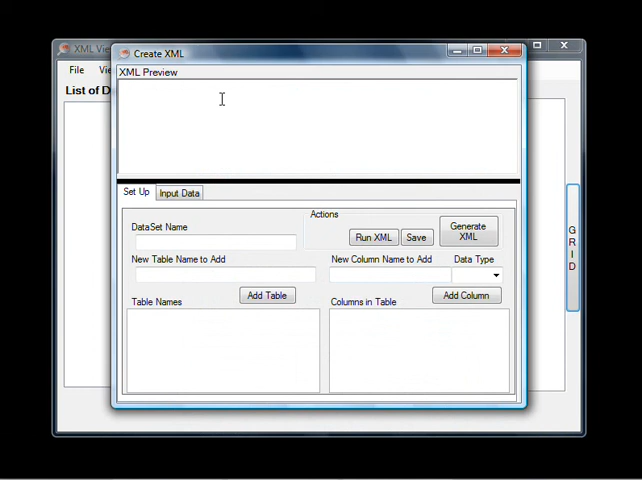 XML Vie
Create XML
File
Vie
XML Preview
List of D
Set Up
Input Data
Actions
DataSet Name
Run XML
Save
Generate
XML
New Table Name to Add
New Column Name to Add
Data Type
Add Table
Add Column
Table Names
Columns in Table
G
R
I
D